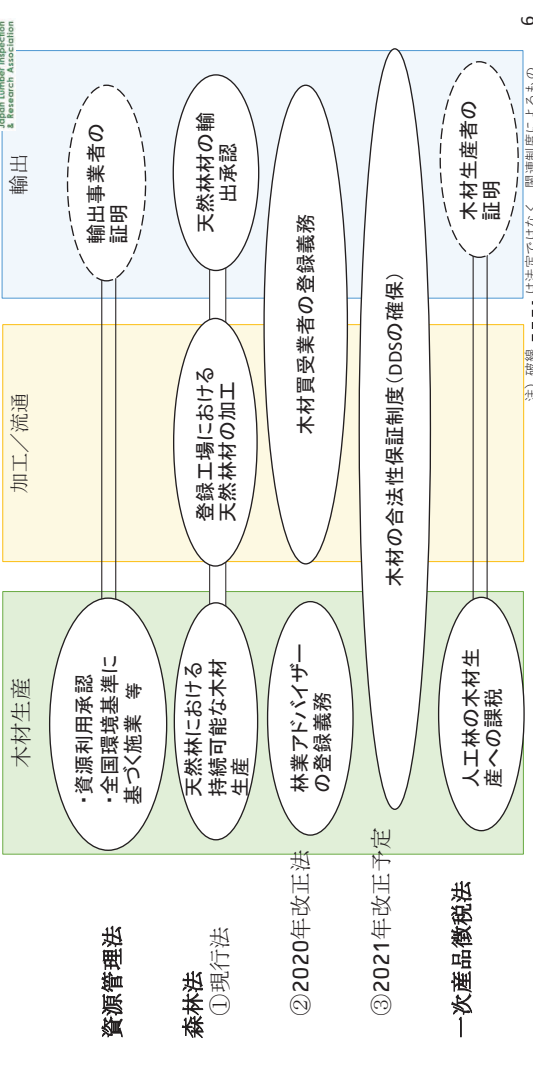 Japan Lumber Inspection
& Research Association
木材生産
加工／流通
輸出
資源管理法
・資源利用承認
・全国環境基準に
基づく施業 等
輸出事業者の
証明
森林法
①現行法
天然林における
持続可能な木材
生産
登録工場における
天然林材の加工
天然林材の輸
出承認
②2020年改正法
林業アドバイザー
の登録義務
木材買受業者の登録義務
③2021年改正予定
木材の合法性保証制度（DDSの確保）
一次産品徴税法
人工林の木材生
産への課税
木材生産者の
証明
6